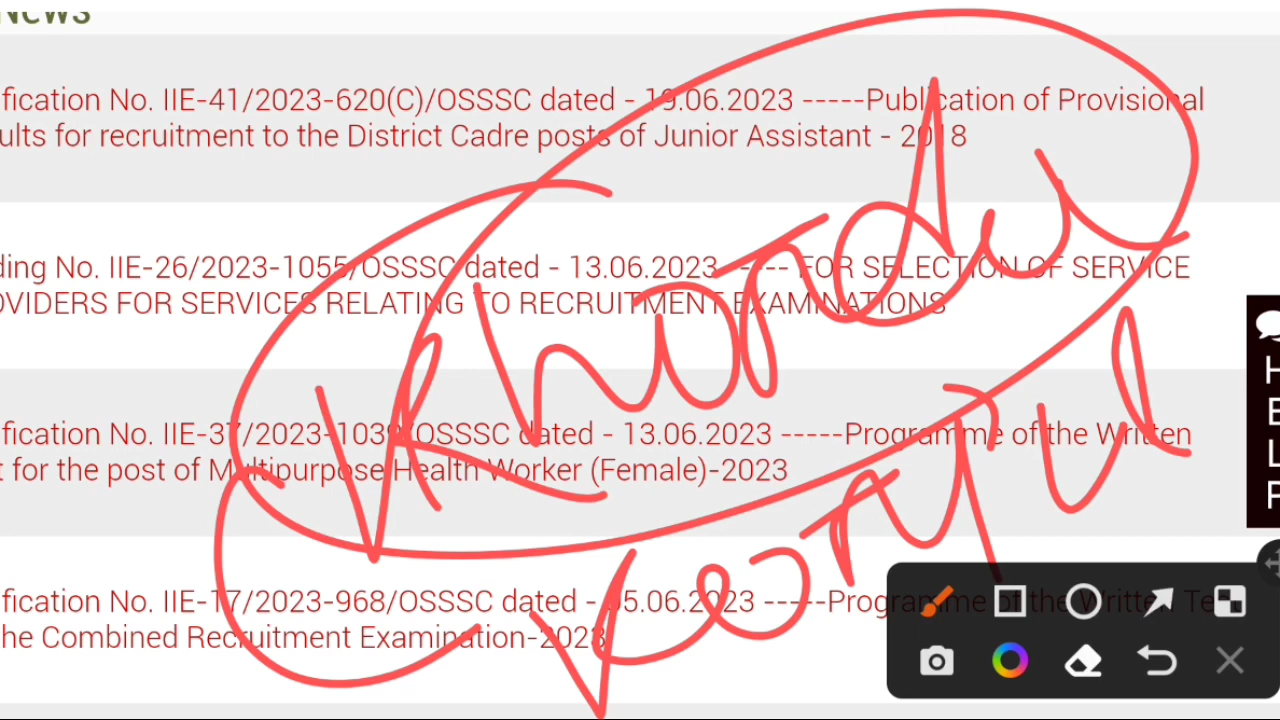 News
fication No. IIE-41/2023-620(C)/OSSSC dated - 19.06.2023 -----Publication of Provisional
ults for recruitment to the District Cadre posts of Junior Assistant - 2018
ding No. IIE-26/2023-1055/OSSSC dated - 13.06.2023 ----- FOR SELECTION OF SERVICE
OVIDERS FOR SERVICES RELATING TO RECRUITMENT EXAMINATIONS
fication No. IIE-37/2023-1039/OSSSC dated - 13.06.2023 -----Programme of the Written
t for the post of Multipurpose Health Worker (Female)-2023
fication No. IIE-17/2023-968/OSSSC dated - 05.06.2023 -----Programme of the Written Te
he Combined Recruitment Examination-2023
HELP